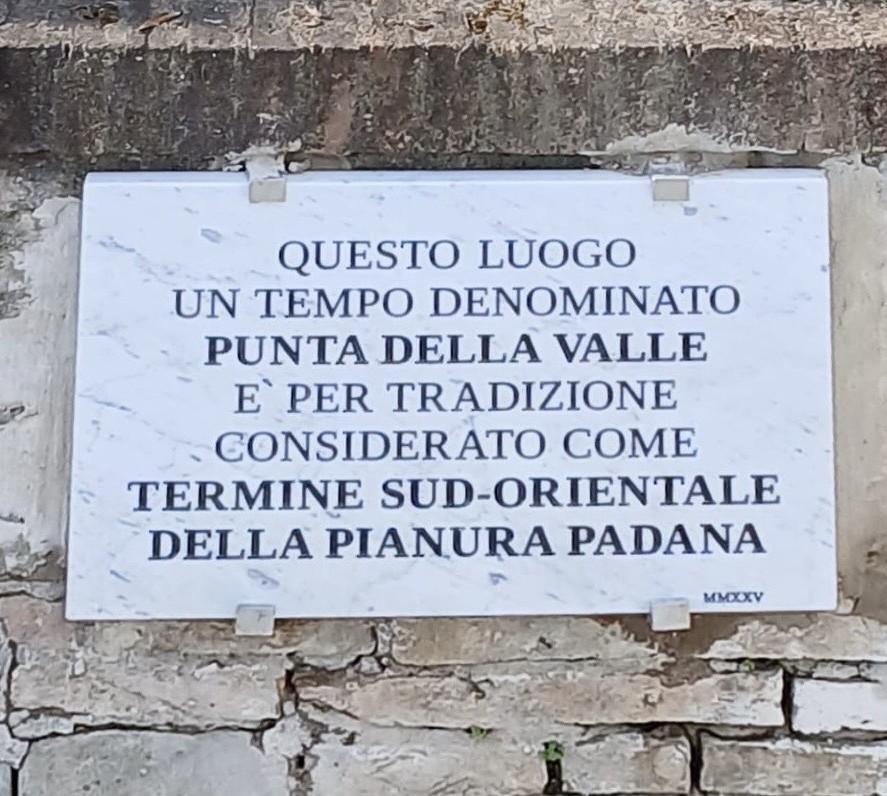 QUESTO LUOGO
UN TEMPO DENOMINATO
PUNTA DELLA VALLE
E` PER TRADIZIONE
CONSIDERATO COME
TERMINE SUD-ORIENTALE
DELLA PIANURA PADANA
MMXXV